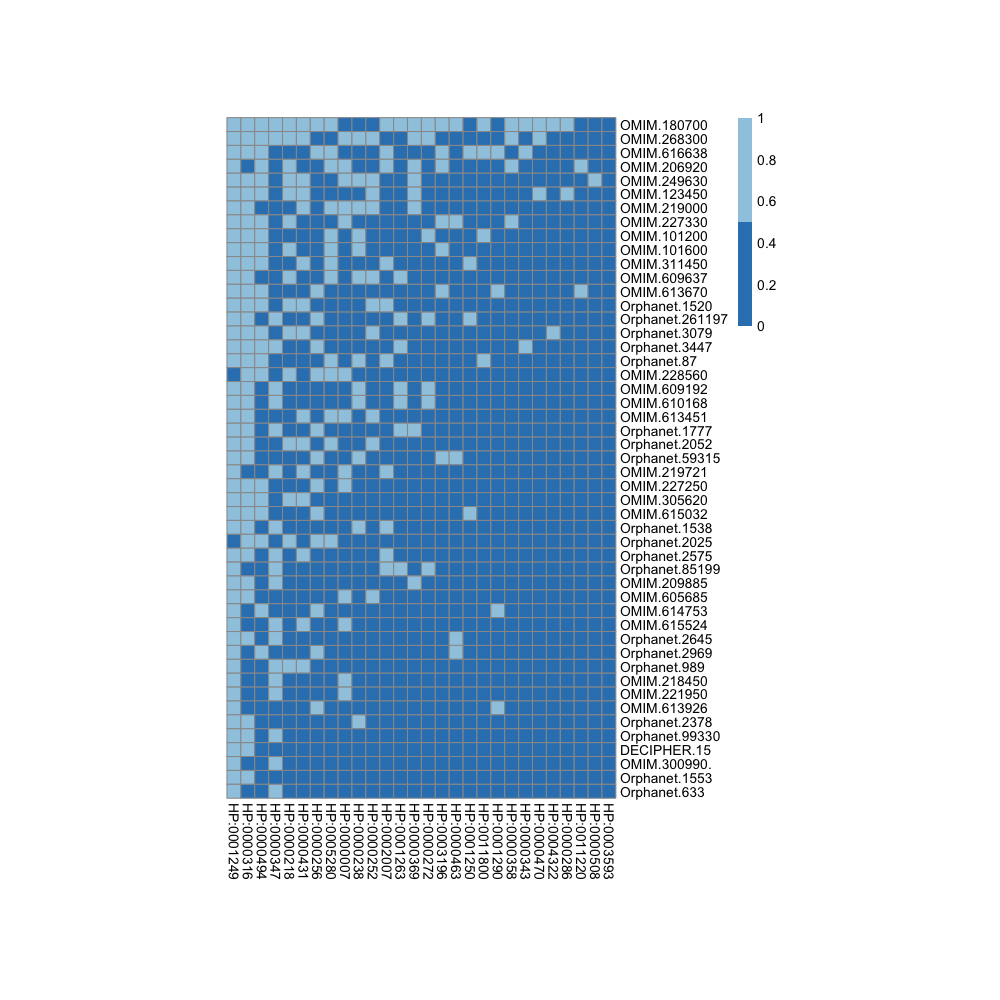 OMIM.180700
OMIM.268300
OMIM.616638
OMIM.206920
OMIM.249630
OMIM.123450
OMIM.219000
OMIM.227330
OMIM.101200
OMIM.101600
OMIM.311450
OMIM.609637
OMIM.613670
Orphanet.1520
Orphanet.261197
Orphanet.3079
Orphanet.3447
Orphanet.87
OMIM.228560
OMIM.609192
OMIM.610168
OMIM.613451
Orphanet.1777
Orphanet.2052
Orphanet.59315
OMIM.219721
OMIM.227250
OMIM.305620
OMIM.615032
Orphanet.1538
Orphanet.2025
Orphanet.2575
Orphanet.85199
OMIM.209885
OMIM.605685
OMIM.614753
OMIM.615524
Orphanet.2645
Orphanet.2969
Orphanet.989
OMIM.218450
OMIM.221950
OMIM.613926
Orphanet.2378
Orphanet.99330
DECIPHER.15
OMIM.300990.
Orphanet.1553
Orphanet.633
1
0.8
0.6
0.4
0.2
0
HP:0001249
HP:0000316
HP:0000494
HP:0000347
HP:0000218
HP:0000431
HP:0000256
HP:0005280
HP:0000007
HP:0000238
HP:0000252
HP:0002007
HP:0001263
HP:0000369
HP:0000272
HP:0003196
HP:0000463
HP:0001250
HP:0011800
HP:0001290
HP:0000358
HP:0000343
HP:0000470
HP:0004322
HP:0000286
HP:0011220
HP:0000508
HP:0003593